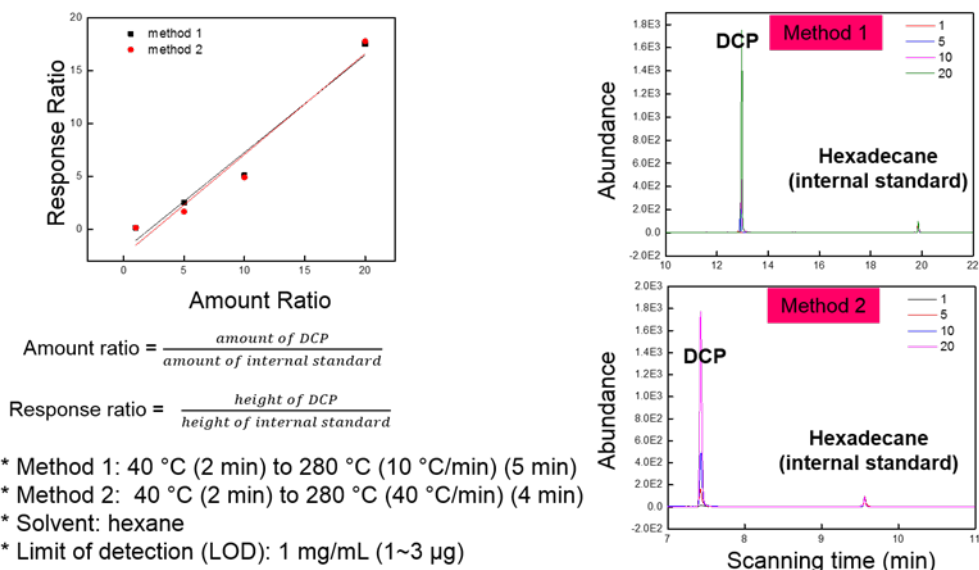 20
15
10
5
0
0
5
10
15
20
method 1
method 2
Response Ratio
Amount Ratio
Amount ratio = amount of DCP
amount of internal standard
Response ratio = height of DCP
height of internal standard
* Method 1: 40 °C (2 min) to 280 °C (10 °C/min) (5 min)
* Method 2: 40 °C (2 min) to 280 °C (40 °C/min) (4 min)
* Solvent: hexane
* Limit of detection (LOD): 1 mg/mL (1~3 µg)
1.8E3
1.6E3
1.4E3
1.2E3
1.0E3
8.0E2
6.0E2
4.0E2
2.0E2
0.0
-2.0E2
10
12
14
16
18
20
22
Abundance
DCP
Method 1
1
5
10
20
Hexadecane
(internal standard)
2.0E3
1.8E3
1.6E3
1.4E3
1.2E3
1.0E3
8.0E2
6.0E2
4.0E2
2.0E2
0.0
-2.0E2
7
8
9
10
11
Abundance
DCP
Method 2
1
5
10
20
Hexadecane
(internal standard)
Scanning time (min)